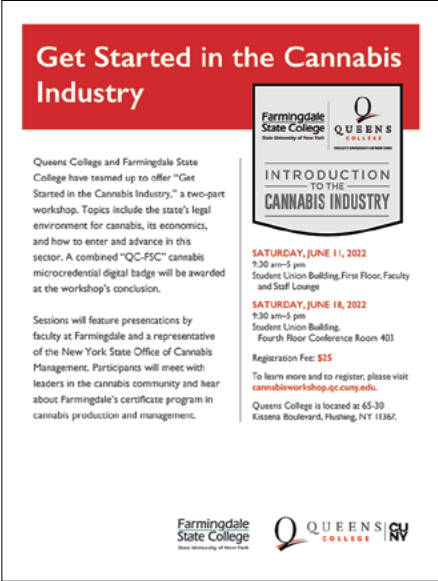 Get Started in the Cannabis
Industry
Farmingdale
State College
State University of New York
QUEENS
COLLEGE
INTRODUCTION
TO THE
CANNABIS INDUSTRY
Queens College and Farmingdale State
College have teamed up to offer "Get
Started in the Cannabis Industry," a two-part
workshop. Topics include the state's legal
environment for cannabis, its economics,
and how to enter and advance in this
sector. A combined "QC-FSC" cannabis
microcredential digital badge will be awarded
at the workshop's conclusion.
Sessions will feature presentations by
faculty at Farmingdale and a representative
of the New York State Office of Cannabis
Management. Participants will meet with
leaders in the cannabis community and hear
about Farmingdale's certificate program in
cannabis production and management.
SATURDAY, JUNE 11, 2022
9:30 am–5 pm
Student Union Building, First Floor, Faculty
and Staff Lounge
SATURDAY, JUNE 18, 2022
9:30 am–5 pm
Student Union Building,
Fourth Floor Conference Room 403
Registration Fee: $25
To learn more and to register, please visit
cannabisworkshop.qc.cuny.edu.
Queens College is located at 65-30
Kissena Boulevard, Flushing, NY 11367.
Farmingdale
State College
State University of New York
QUEENS
COLLEGE
CU
NY